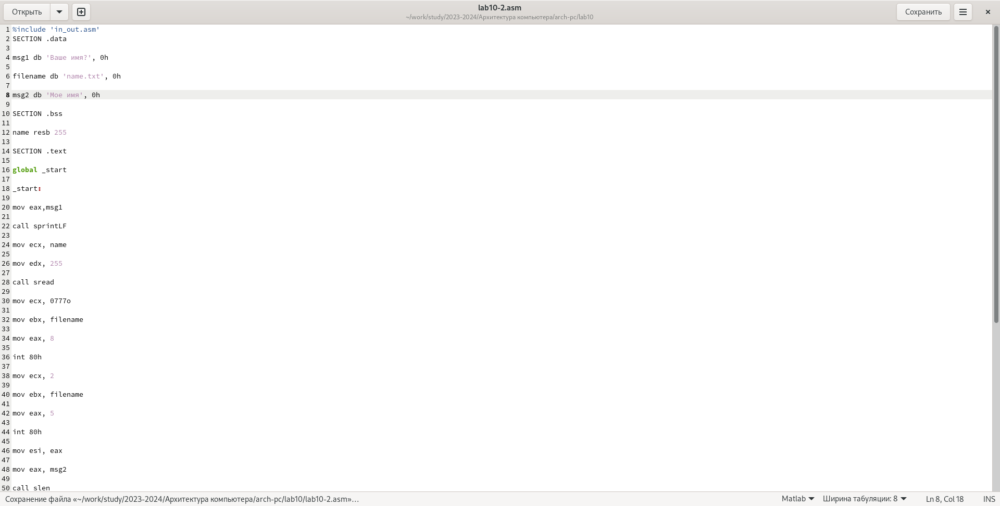 Открыть
lab10-2.asm
~/work/study/2023-2024/Архитектура компьютера/arch-pc/lab10
Сохранить
1 %include 'in_out.asm'
2 SECTION .data
3
4 msg1 db 'Ваше имя?', 0h
5
6 filename db 'name.txt', 0h
7
8 msg2 db 'Мое имя', 0h
9
10 SECTION .bss
11
12 name resb 255
13
14 SECTION .text
15
16 global _start
17
18 _start:
19
20 mov eax,msg1
21
22 call sprintLF
23
24 mov ecx, name
25
26 mov edx, 255
27
28 call sread
29
30 mov ecx, 0777o
31
32 mov ebx, filename
33
34 mov eax, 8
35
36 int 80h
37
38 mov ecx, 2
39
40 mov ebx, filename
41
42 mov eax, 5
43
44 int 80h
45
46 mov esi, eax
47
48 mov eax, msg2
49
50 call slen
Сохранение файла «~/work/study/2023-2024/Архитектура компьютера/arch-pc/lab10/lab10-2.asm»… Matlab Ширина табуляции: 8 Ln 8, Col 18 INS